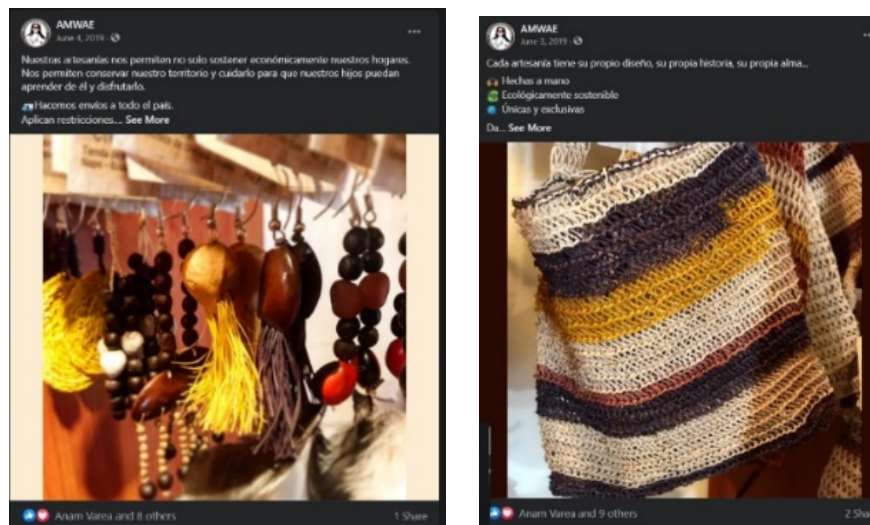 AMWAE
June 4, 2019
Nuestras artesanías nos permiten no solo sostener económicamente nuestros hogares.
Nos permiten conservar nuestro territorio y cuidarlo para que nuestros hijos puedan
aprender de él y disfrutarlo.
Hacemos envíos a todo el país.
Aplican restricciones.... See More
Anam Varea and 8 others
1 Share
AMWAE
June 3, 2019
Cada artesanía tiene su propio diseño, su propia historia, su propia alma...
Hechas a mano
Ecológicamente sostenible
Únicas y exclusivas
Da... See More
Anam Varea and 9 others
2 Sha